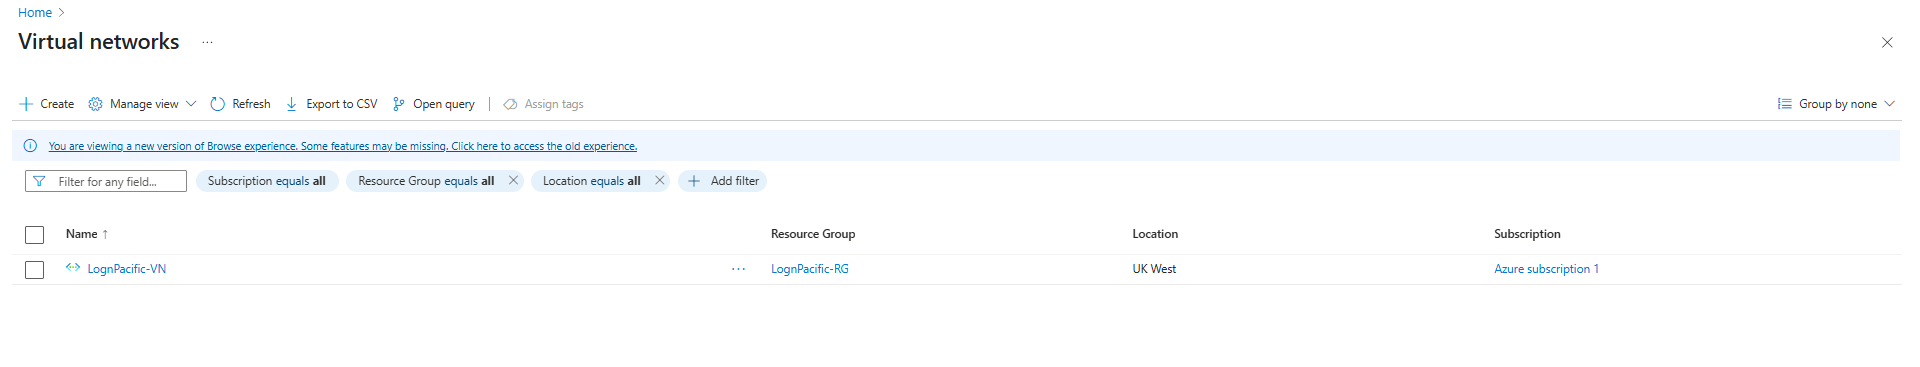 Home
Virtual networks ...
Create Manage view Refresh Export to CSV Open query Assign tags Group by none
You are viewing a new version of Browse experience. Some features may be missing. Click here to access the old experience.
Filter for any field... Subscription equals all Resource Group equals all Location equals all Add filter
Name ↑ Resource Group Location Subscription
LognPacific-VN ... LognPacific-RG UK West Azure subscription 1